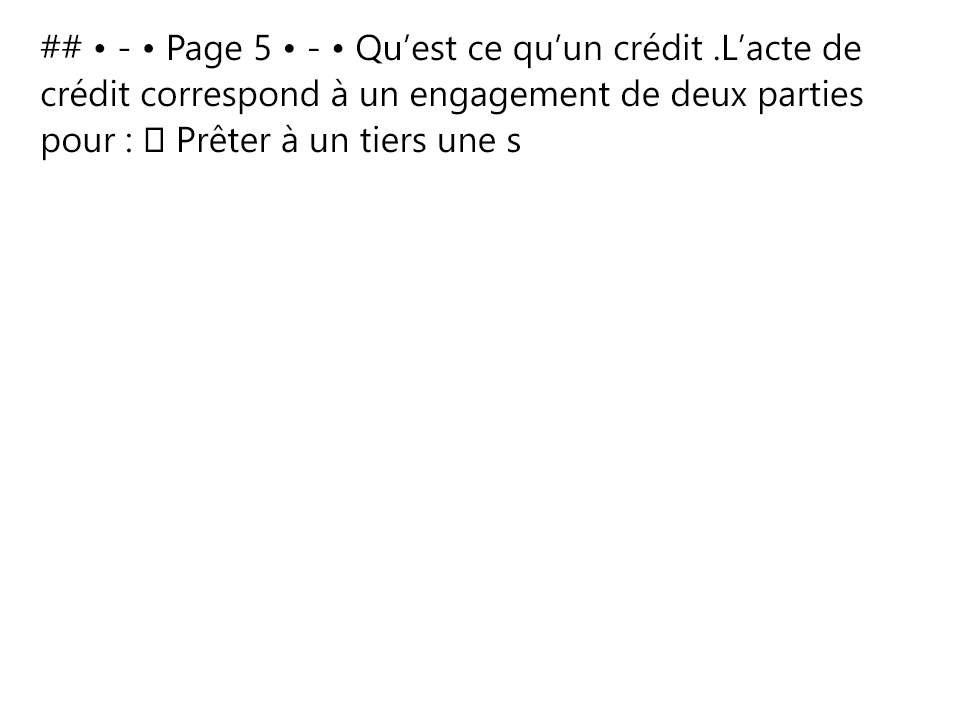 ## • - • Page 5 • - • Qu’est ce qu’un crédit .L’acte de
crédit correspond à un engagement de deux parties
pour :  Prêter à un tiers une s